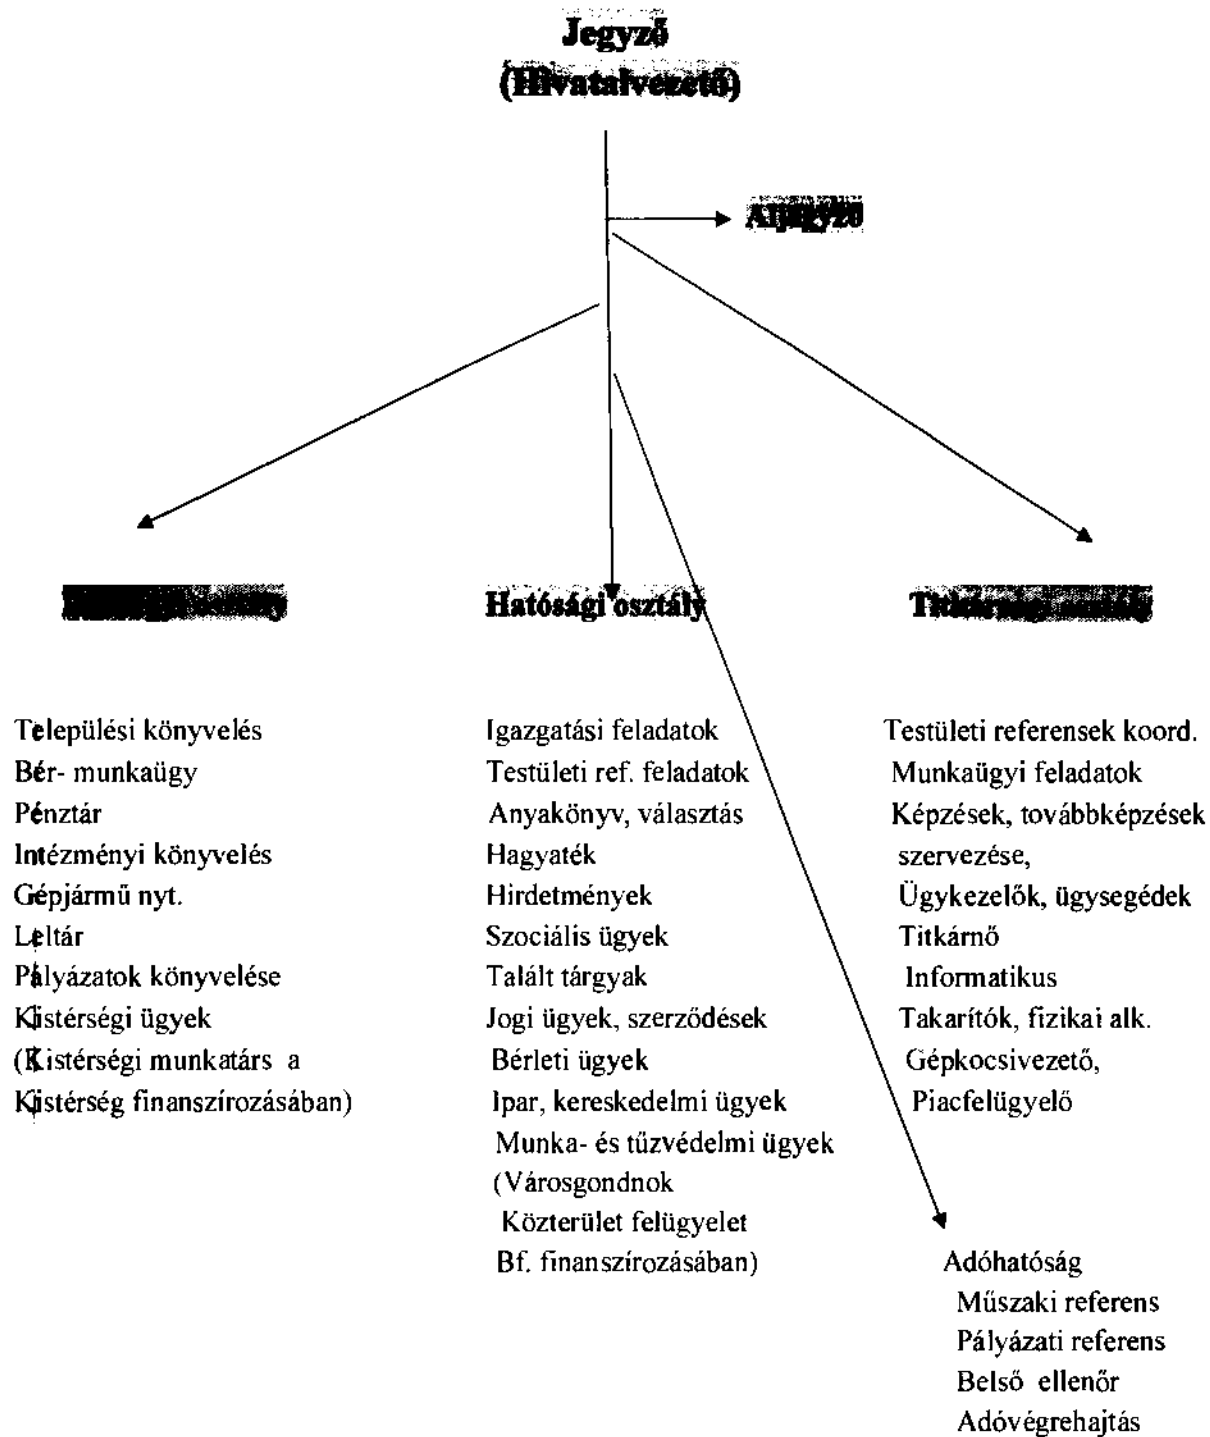 Jegyző
(Hivatalvezető)
Aljegyző
osztály
Hatósági osztály
Titkársági osztály
Települési könyvelés
Bér- munkaügy
Pénztár
Intézményi könyvelés
Gépjármű nyt.
Leltár
Pályázatok könyvelése
Kistérségi ügyek
(Kistérségi munkatárs a
Kistérség finanszírozásában)
Igazgatási feladatok
Testületi ref. feladatok
Anyakönyv, választás
Hagyaték
Hirdetmények
Szociális ügyek
Talált tárgyak
Jogi ügyek, szerződések
Bérleti ügyek
Ipar, kereskedelmi ügyek
Munka- és tűzvédelmi ügyek
(Városgondnok
Közterület felügyelet
Bf. finanszírozásában)
Testületi referensek koord.
Munkaügyi feladatok
Képzések, továbbképzések
szervezése,
Ügykezelők, ügysegédek
Titkárnő
Informatikus
Takarítók, fizikai alk.
Gépkocsivezető,
Piacfelügyelő
Adóhatóság
Műszaki referens
Pályázati referens
Belső ellenőr
Adóvégrehajtás